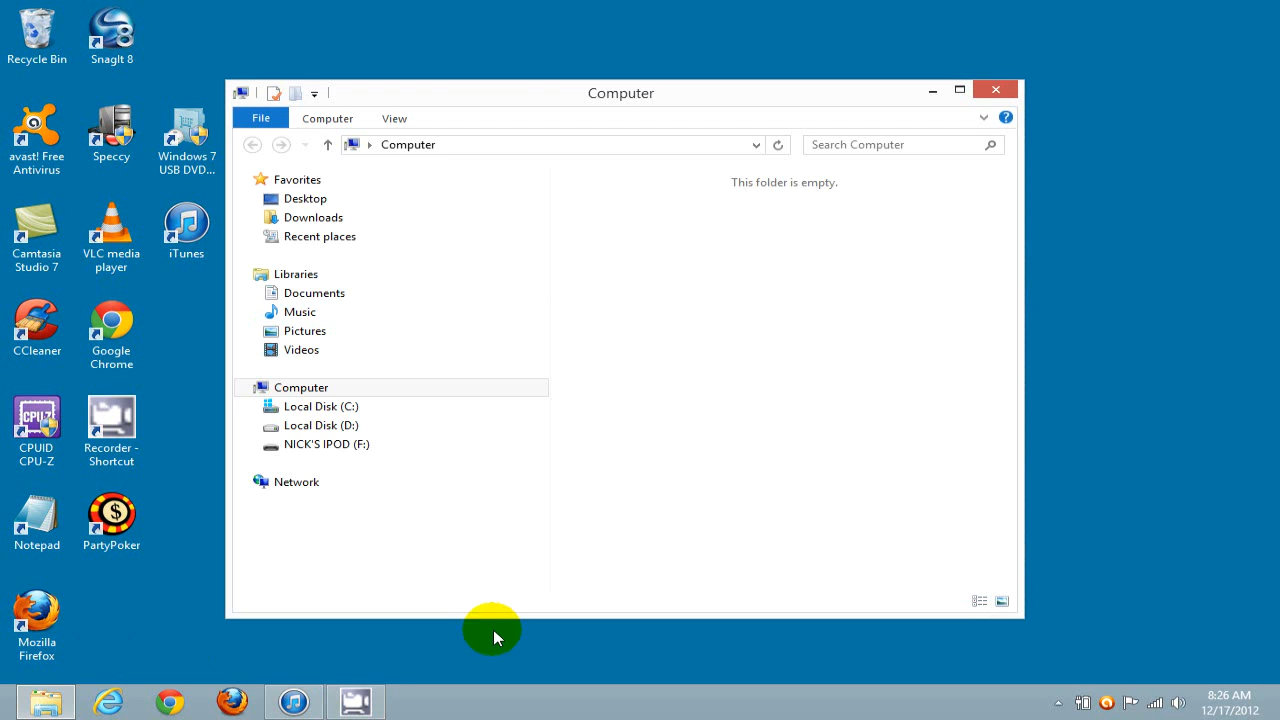 Recycle Bin
SnagIt 8
avast! Free
Antivirus
Speccy
Windows 7
USB DVD...
Camtasia
Studio 7
VLC media
player
iTunes
CCleaner
Google
Chrome
CPU-Z
CPUID
CPU-Z
Recorder -
Shortcut
Notepad
PartyPoker
Mozilla
Firefox
Computer
File
Computer
View
Computer
Search Computer
Favorites
Desktop
Downloads
Recent places
Libraries
Documents
Music
Pictures
Videos
Computer
Local Disk (C:)
Local Disk (D:)
NICK'S IPOD (F:)
Network
This folder is empty.
8:26 AM
12/17/2012